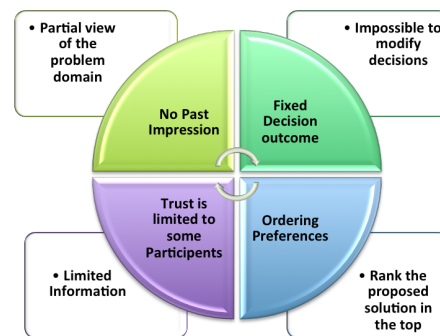 • Partial view
of the
problem
domain
• Impossible to
modify
decisions
No Past
Impression
Fixed
Decision
outcome
Trust is
limited to
some
Participants
Ordering
Preferences
• Limited
Information
• Rank the
proposed
solution in
the top